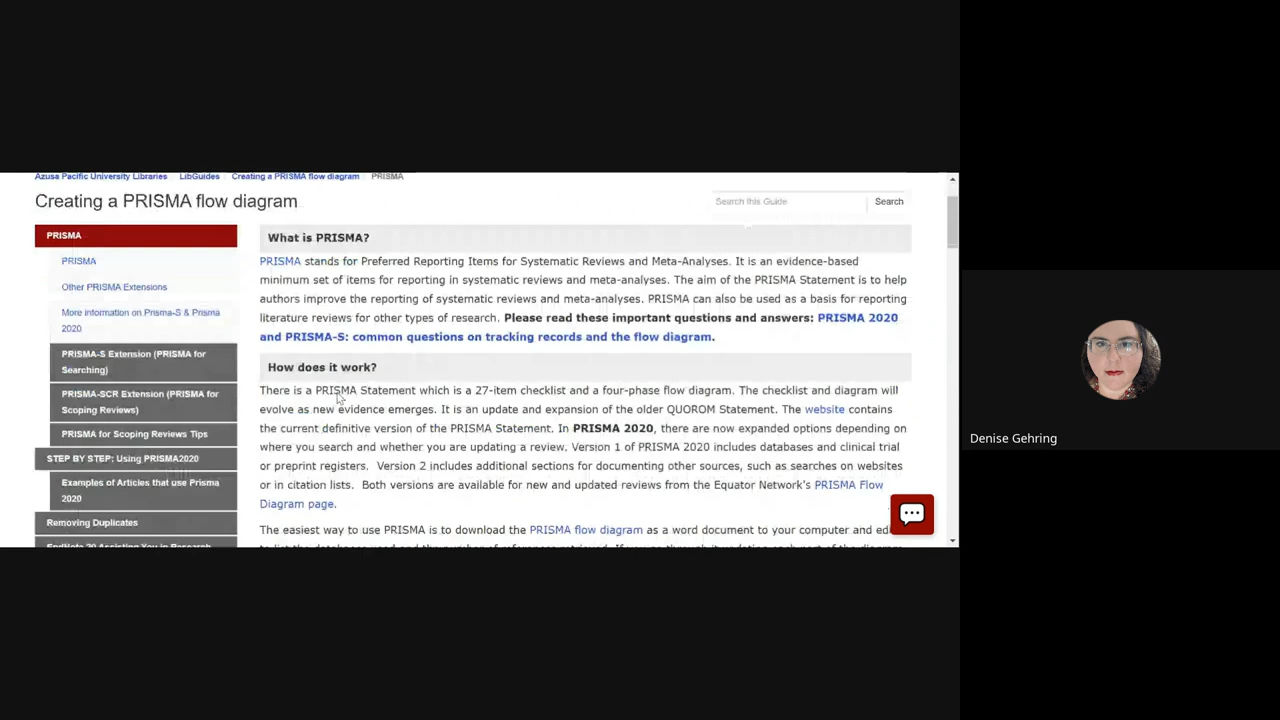 Azusa Pacific University Libraries LibGuides Creating a PRISMA flow diagram PRISMA
Creating a PRISMA flow diagram
Search this Guide Search
PRISMA
PRISMA
Other PRISMA Extensions
More information on Prisma-S & Prisma
2020
PRISMA-S Extension (PRISMA for
Searching)
PRISMA-SCR Extension (PRISMA for
Scoping Reviews)
PRISMA for Scoping Reviews Tips
STEP BY STEP: Using PRISMA2020
Examples of Articles that use Prisma
2020
Removing Duplicates
EndNote 20 Assisting You in Research
What is PRISMA?
PRISMA stands for Preferred Reporting Items for Systematic Reviews and Meta-Analyses. It is an evidence-based
minimum set of items for reporting in systematic reviews and meta-analyses. The aim of the PRISMA Statement is to help
authors improve the reporting of systematic reviews and meta-analyses. PRISMA can also be used as a basis for reporting
literature reviews for other types of research. Please read these important questions and answers: PRISMA 2020
and PRISMA-S: common questions on tracking records and the flow diagram.
How does it work?
There is a PRISMA Statement which is a 27-item checklist and a four-phase flow diagram. The checklist and diagram will
evolve as new evidence emerges. It is an update and expansion of the older QUOROM Statement. The website contains
the current definitive version of the PRISMA Statement. In PRISMA 2020, there are now expanded options depending on
where you search and whether you are updating a review. Version 1 of PRISMA 2020 includes databases and clinical trial
or preprint registers. Version 2 includes additional sections for documenting other sources, such as searches on websites
or in citation lists. Both versions are available for new and updated reviews from the Equator Network's PRISMA Flow
Diagram page.
The easiest way to use PRISMA is to download the PRISMA flow diagram as a word document to your computer and
Denise Gehring